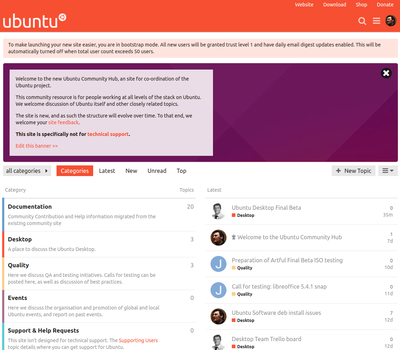 Website Download Shop Donate
ubuntu
To make launching your new site easier, you are in bootstrap mode. All new users will be granted trust level 1 and have daily email digest updates enabled. This will be
automatically turned off when total user count exceeds 50 users.
Welcome to the new Ubuntu Community Hub, an site for co-ordination of the
Ubuntu project.
This community resource is for people working at all levels of the stack on Ubuntu.
We welcome discussion of Ubuntu itself and other closely related topics.
The site is new, and as such the structure will evolve over time. To that end, we
welcome your site feedback.
This site is specifically not for technical support.
Edit this banner >>
all categories Categories Latest New Unread Top + New Topic
Category Topics Latest
Documentation 20
Community Contribution and Help information migrated from the
existing community site
Desktop 3
A place to discuss the Ubuntu Desktop.
Quality 3
Here we discuss QA and testing initiatives. Calls for testing can be
posted here, as well as discussion of best practices.
Events 0
Here we discuss the organisation and promotion of global and local
Ubuntu events, and report on past events.
Support & Help Requests 0
This site isn't designed for technical support. The Supporting Users
topic details where you can get support for Ubuntu.
Ubuntu Desktop Final Beta 0
Desktop 35m
Welcome to the Ubuntu Community Hub 1
7d
J Preparation of Artful Final Beta ISO testing 0
Quality 10d
J Call for testing: libreoffice 5.4.1 snap 0
Quality 11d
Ubuntu Software deb install issues 7
Desktop 12d
Desktop Team Trello board 0
Desktop 12d